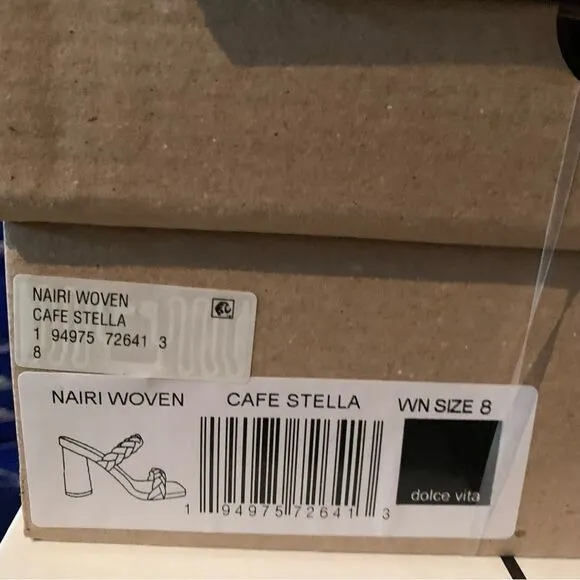 NAIRI WOVEN
CAFE STELLA
1 94975 72641 3
8
NAIRI WOVEN
CAFE STELLA
WN SIZE 8
1 94975 72641 3
dolce vita